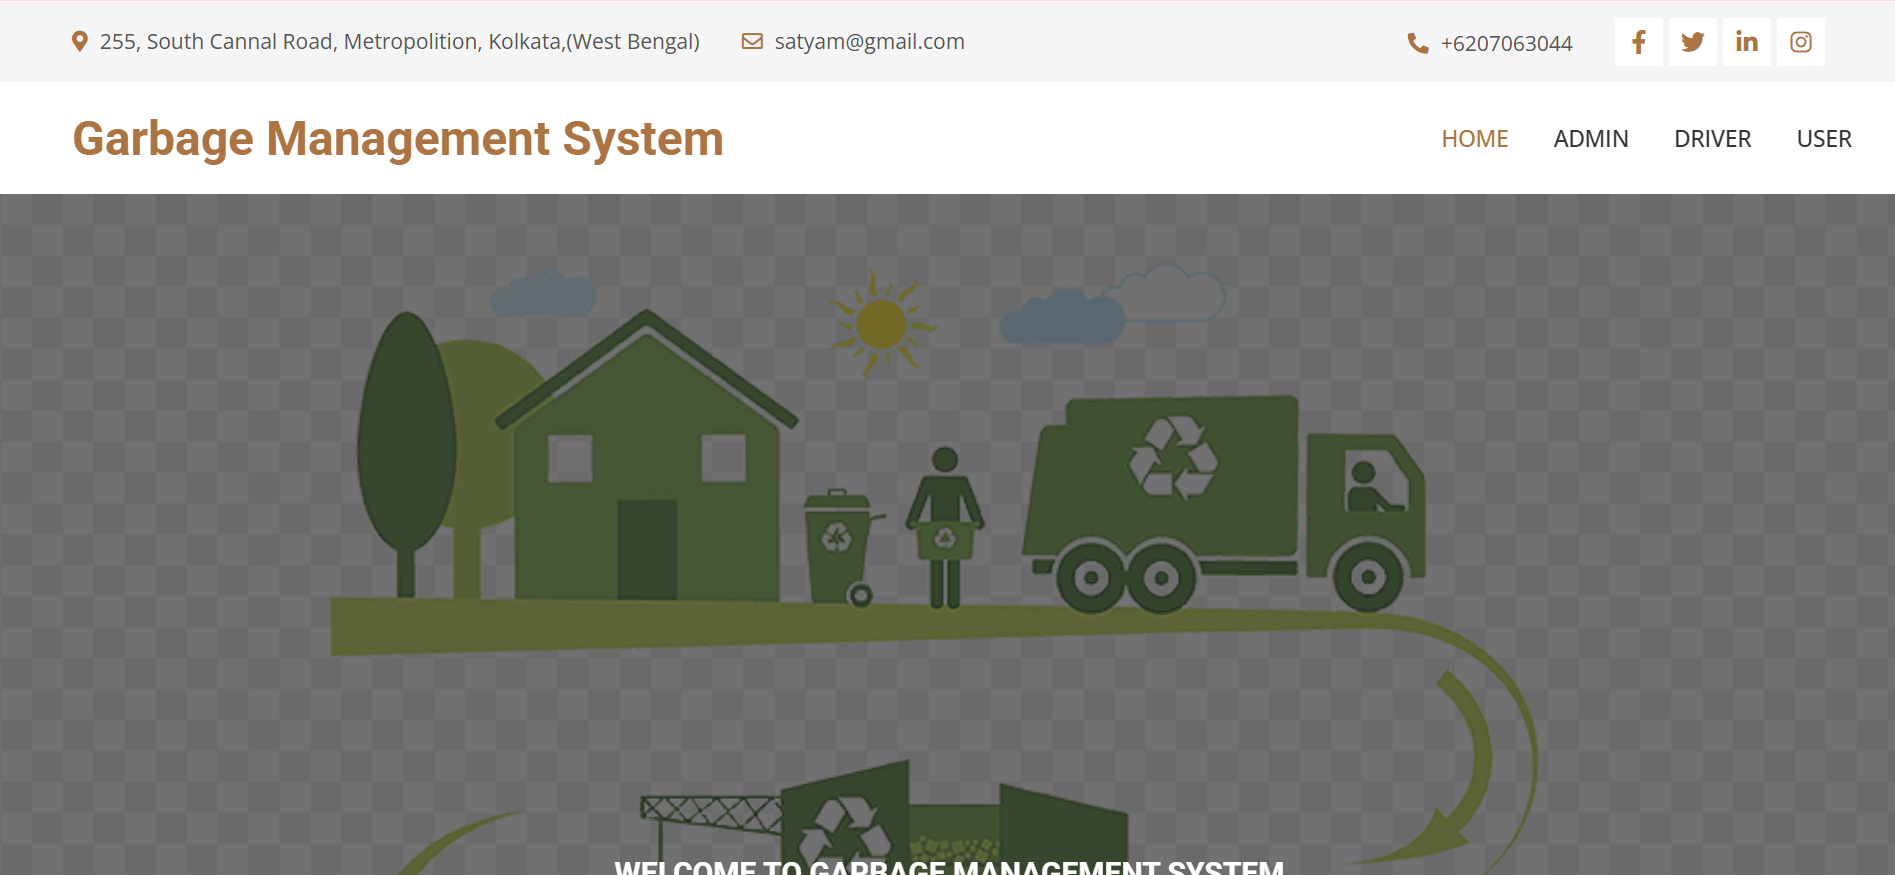 255, South Cannal Road, Metropolition, Kolkata,(West Bengal) satyam@gmail.com +6207063044
Garbage Management System HOME ADMIN DRIVER USER
WELCOME TO GARBAGE MANAGEMENT SYSTEM